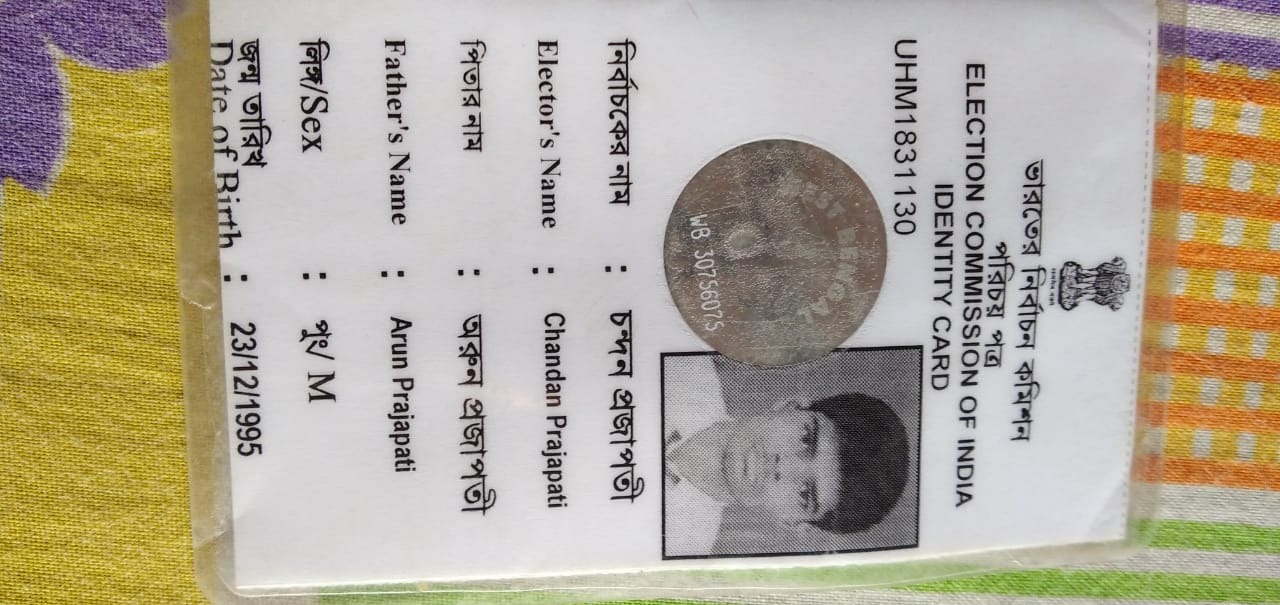 ভারতের নির্বাচন কমিশন
পরিচয় পত্র
ELECTION COMMISSION OF INDIA
IDENTITY CARD
UHM1831130
WEST BENGAL
WB 30756075
নির্বাচকের নাম : চন্দন প্রজাপতী
Elector's Name : Chandan Prajapati
পিতার নাম : অরুন প্রজাপতী
Father's Name : Arun Prajapati
লিঙ্গ/Sex : পুং/ M
জন্ম তারিখ
Date of Birth : 23/12/1995